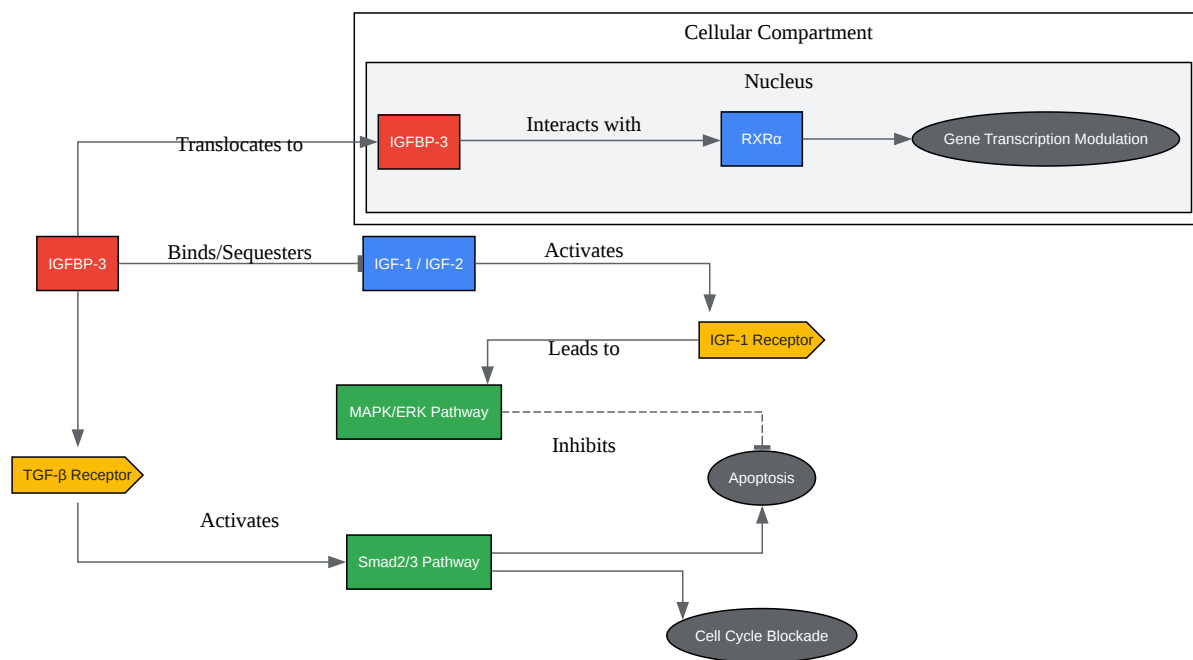 Cellular Compartment
Nucleus
Translocates to
IGFBP-3
Interacts with
RXRα
Gene Transcription Modulation
IGFBP-3
Binds/Sequesters
IGF-1 / IGF-2
Activates
IGF-1 Receptor
Leads to
MAPK/ERK Pathway
Inhibits
Apoptosis
TGF-β Receptor
Activates
Smad2/3 Pathway
Cell Cycle Blockade